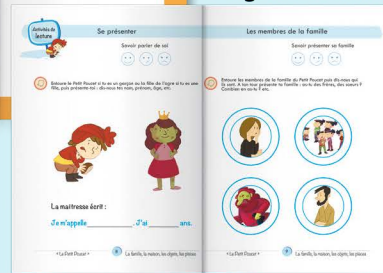 Activités de
lecture
Se présenter
Savoir parler de soi
Entoure le Petit Poucet si tu es un garçon ou la fille de l'ogre si tu es une
fille, puis présente-toi : dis-nous tes nom, prénom, âge, etc.
La maîtresse écrit :
Je m'appelle __________. J'ai __________ ans.
• Le Petit Poucet •
La famille, la maison, les objets, les pièces
Les membres de la famille
Savoir présenter sa famille
Entoure les membres de la famille du Petit Poucet puis dis-nous qui
ils sont. À ton tour présente ta famille : as-tu des frères, des sœurs ?
Combien en as-tu ?
• Le Petit Poucet •
La famille, la maison, les objets, les pièces